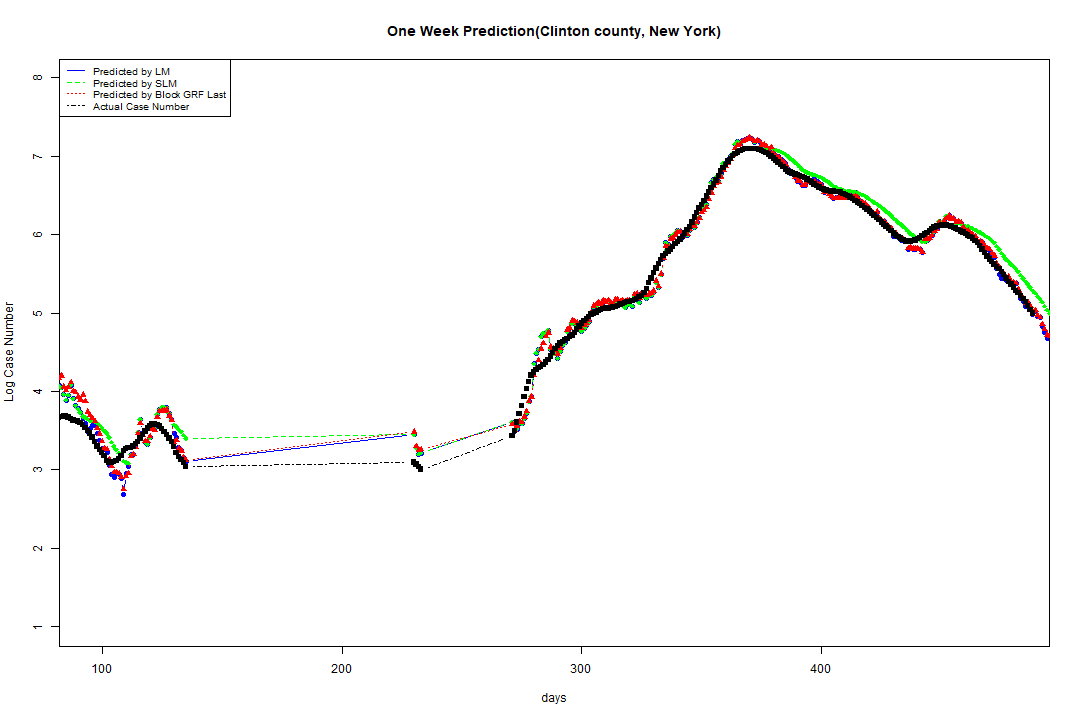 One Week Prediction(Clinton county, New York)
Predicted by LM
Predicted by SLM
Predicted by Block GRF Last
Actual Case Number
8
7
6
5
4
3
2
1
Log Case Number
100
200
300
400
days